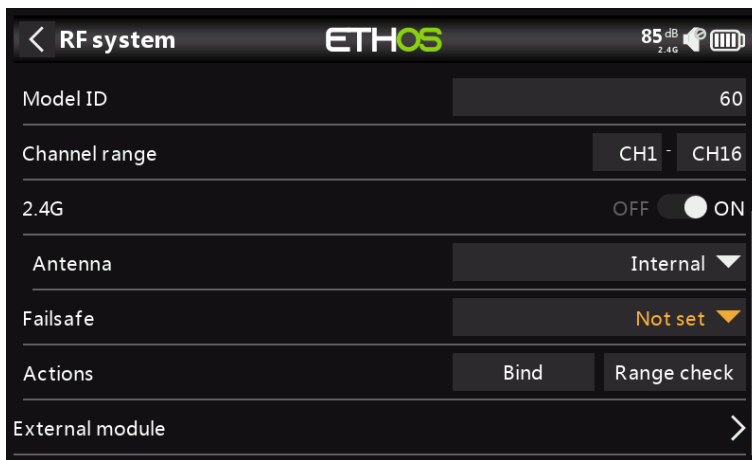 RF system ETHOS 85 dB 2.4G
Model ID 60
Channel range CH1 - CH16
2.4G OFF ON
Antenna Internal
Failsafe Not set
Actions Bind Range check
External module